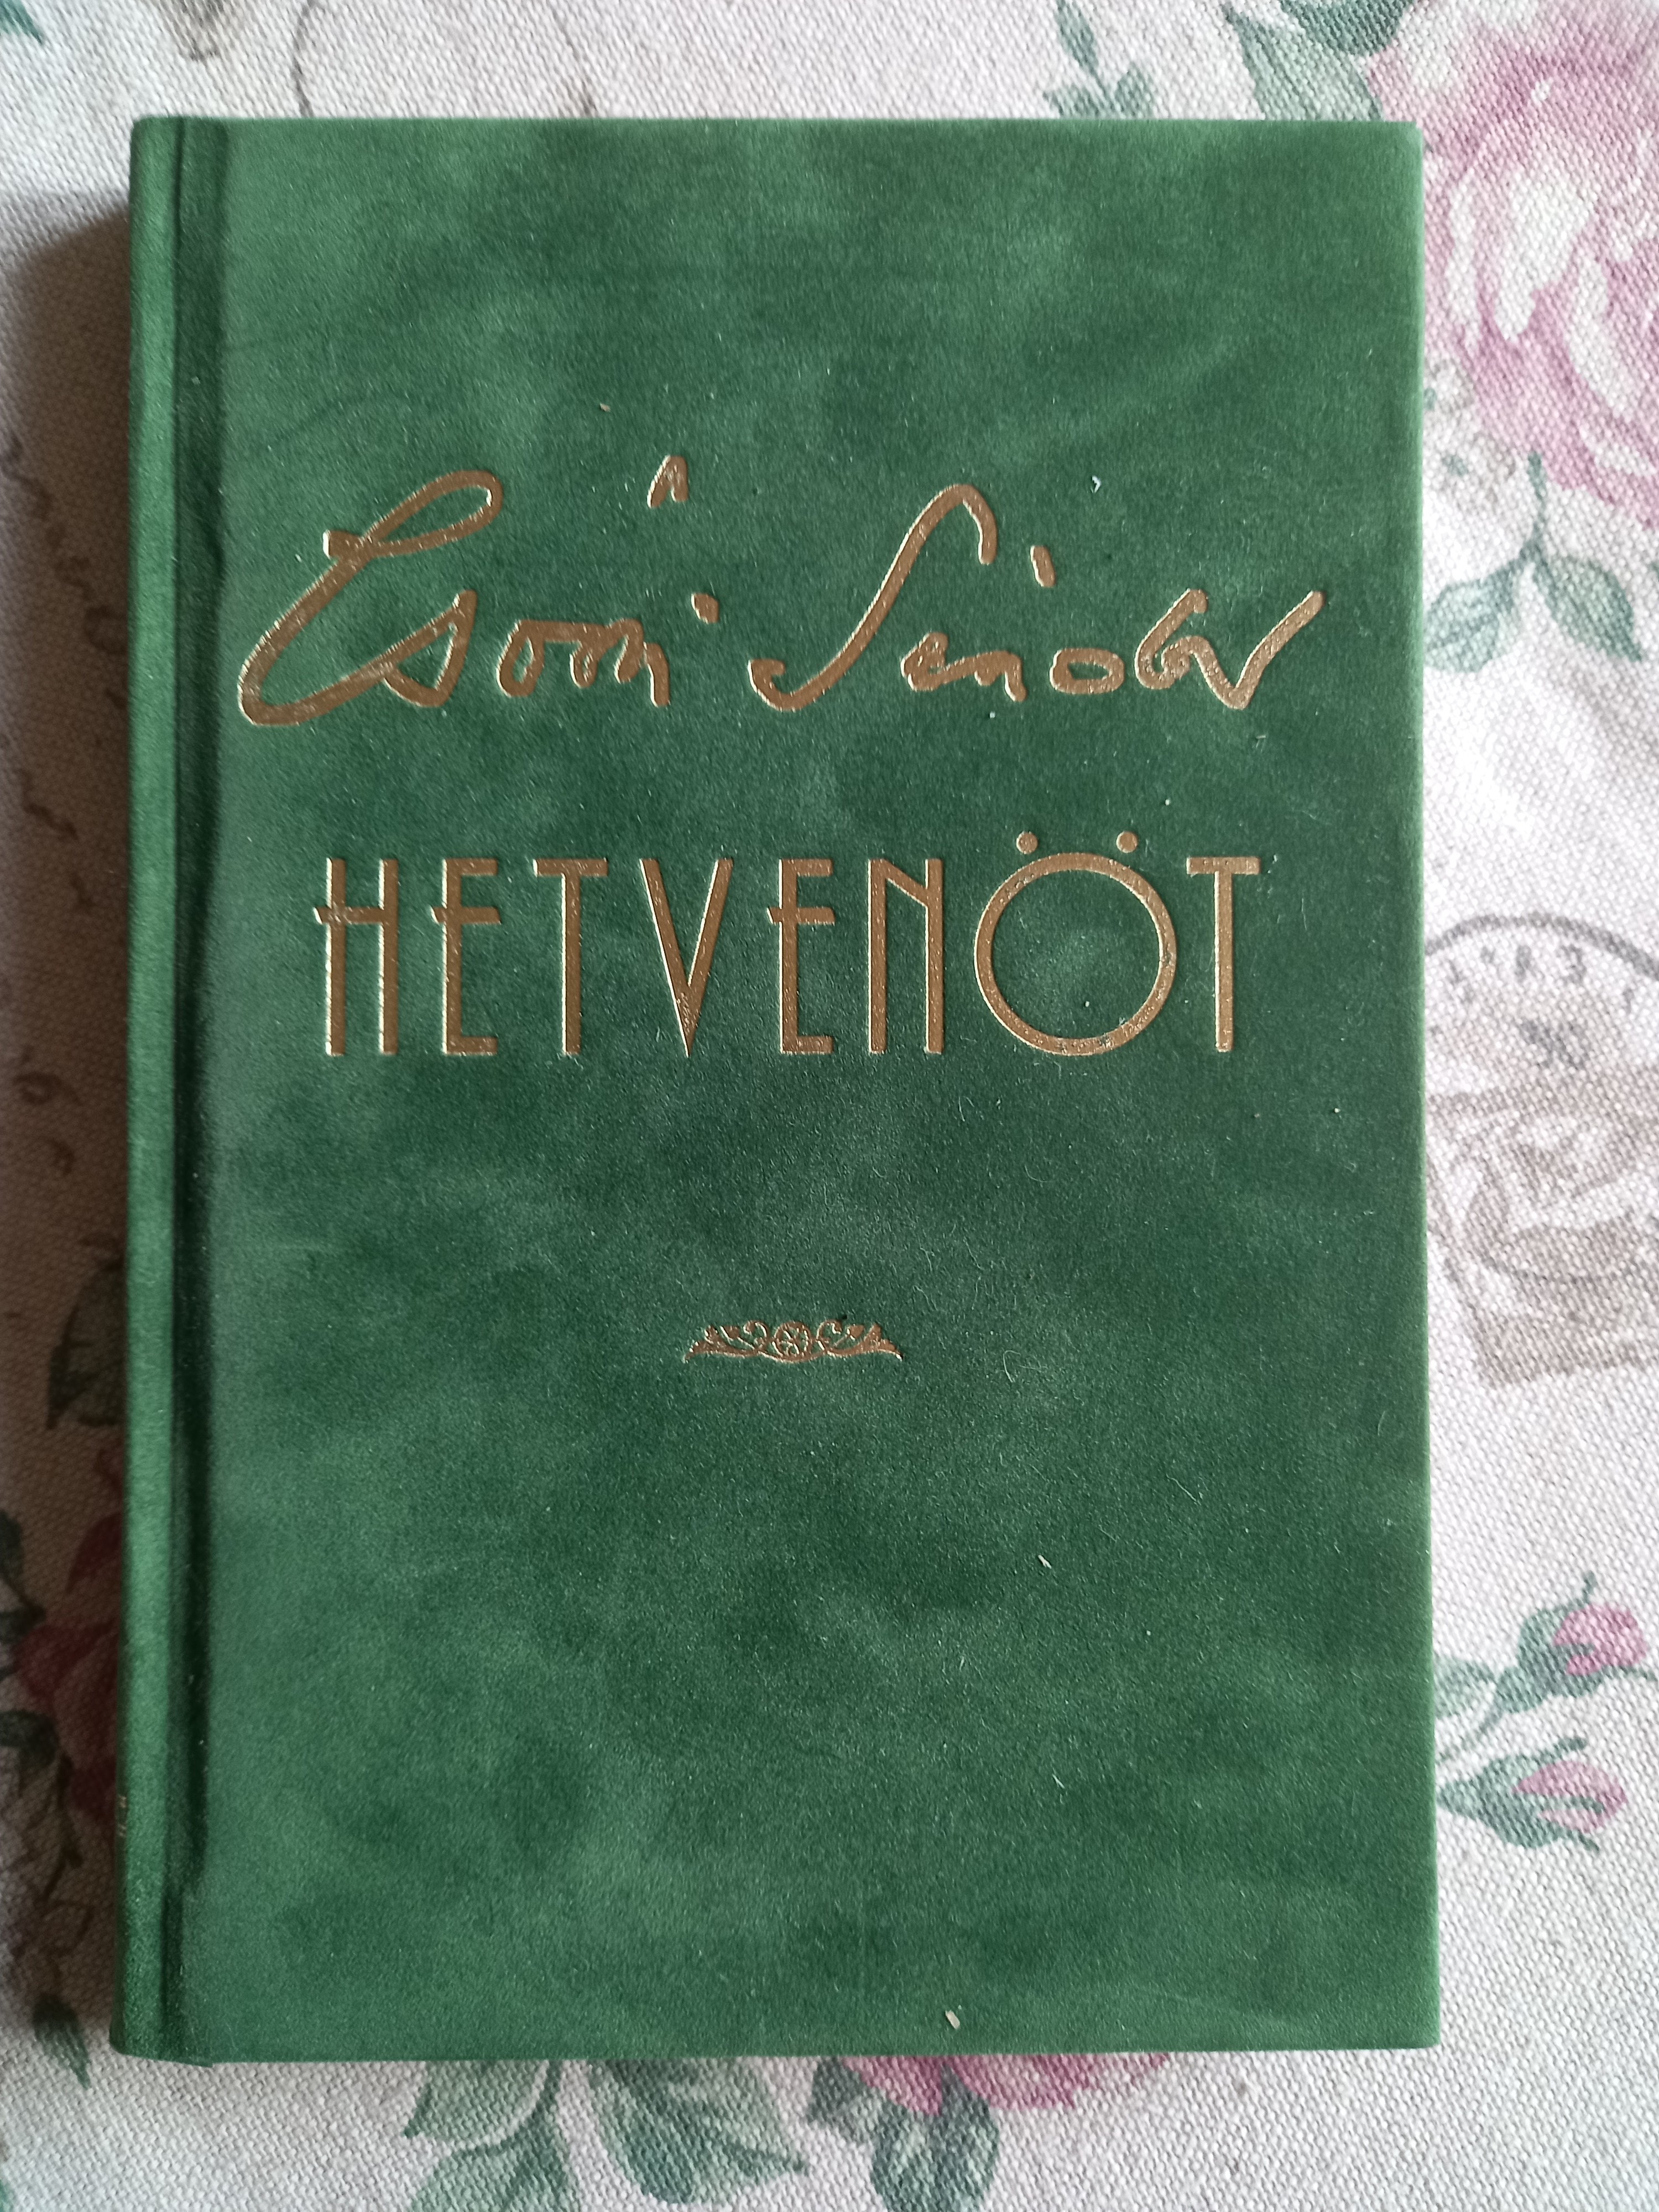 Csoóri Sándor
HETVENÖT